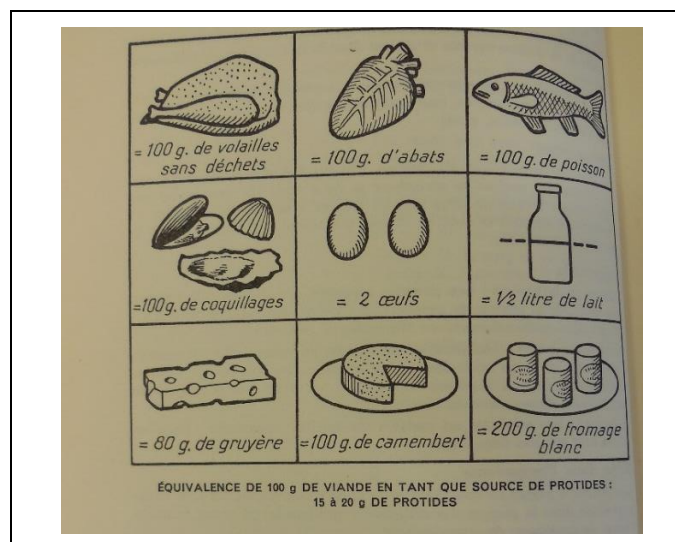 = 100 g. de volailles
sans déchets
= 100 g. d'abats
= 100 g. de poisson
=100 g. de coquillages
= 2 œufs
= 1/2 litre de lait
= 80 g. de gruyère
=100 g. de camembert
= 200 g. de fromage
blanc
ÉQUIVALENCE DE 100 g DE VIANDE EN TANT QUE SOURCE DE PROTIDES :
15 à 20 g DE PROTIDES